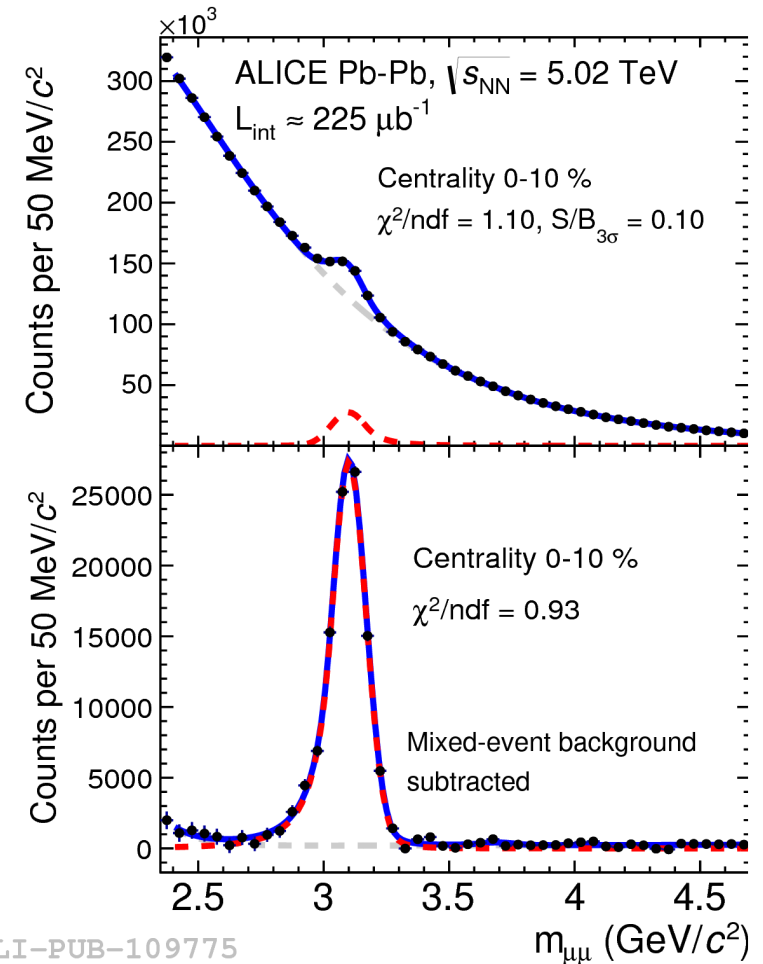 ×10³
ALICE Pb-Pb, √sNN = 5.02 TeV
Lint ≈ 225 μb⁻¹
Centrality 0-10 %
χ²/ndf = 1.10, S/B3σ = 0.10
Counts per 50 MeV/c²
300
250
200
150
100
50
Centrality 0-10 %
χ²/ndf = 0.93
Mixed-event background
subtracted
Counts per 50 MeV/c²
25000
20000
15000
10000
5000
0
2.5 3 3.5 4 4.5
mμμ (GeV/c²)
LI-PUB-109775